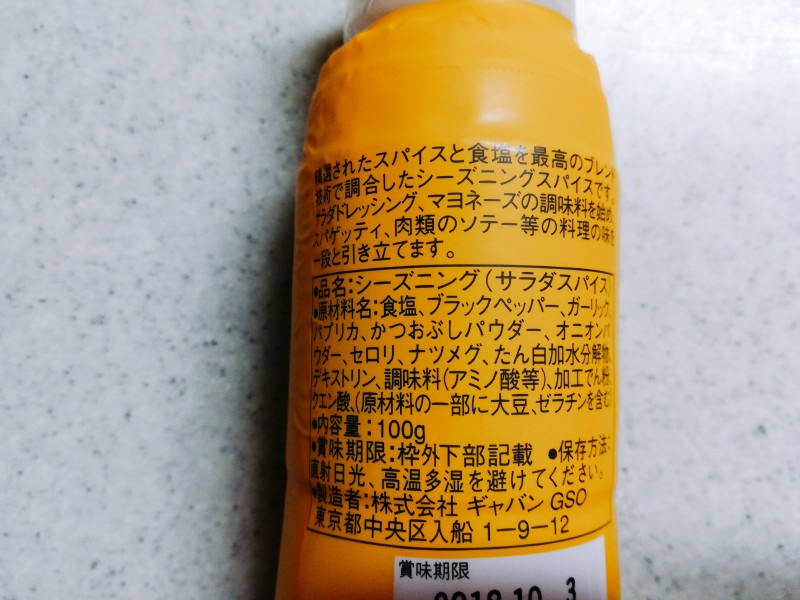 精選されたスパイスと食塩を最高のブレンド
技術で調合したシーズニングスパイスです。
サラダドレッシング、マヨネーズの調味料を始め、
スパゲッティ、肉類のソテー等の料理の味を
一段と引き立てます。
●品名：シーズニング（サラダスパイス）
●原材料名：食塩、ブラックペッパー、ガーリック、
パプリカ、かつおぶしパウダー、オニオンパ
ウダー、セロリ、ナツメグ、たん白加水分解物、
デキストリン、調味料（アミノ酸等）、加工でん粉、
クエン酸、（原材料の一部に大豆、ゼラチンを含む）
●内容量：100g
●賞味期限：枠外下部記載 ●保存方法：
直射日光、高温多湿を避けてください。
●製造者：株式会社 ギャバン GSO
東京都中央区入船 1－9－12
賞味期限
2018.10. 3